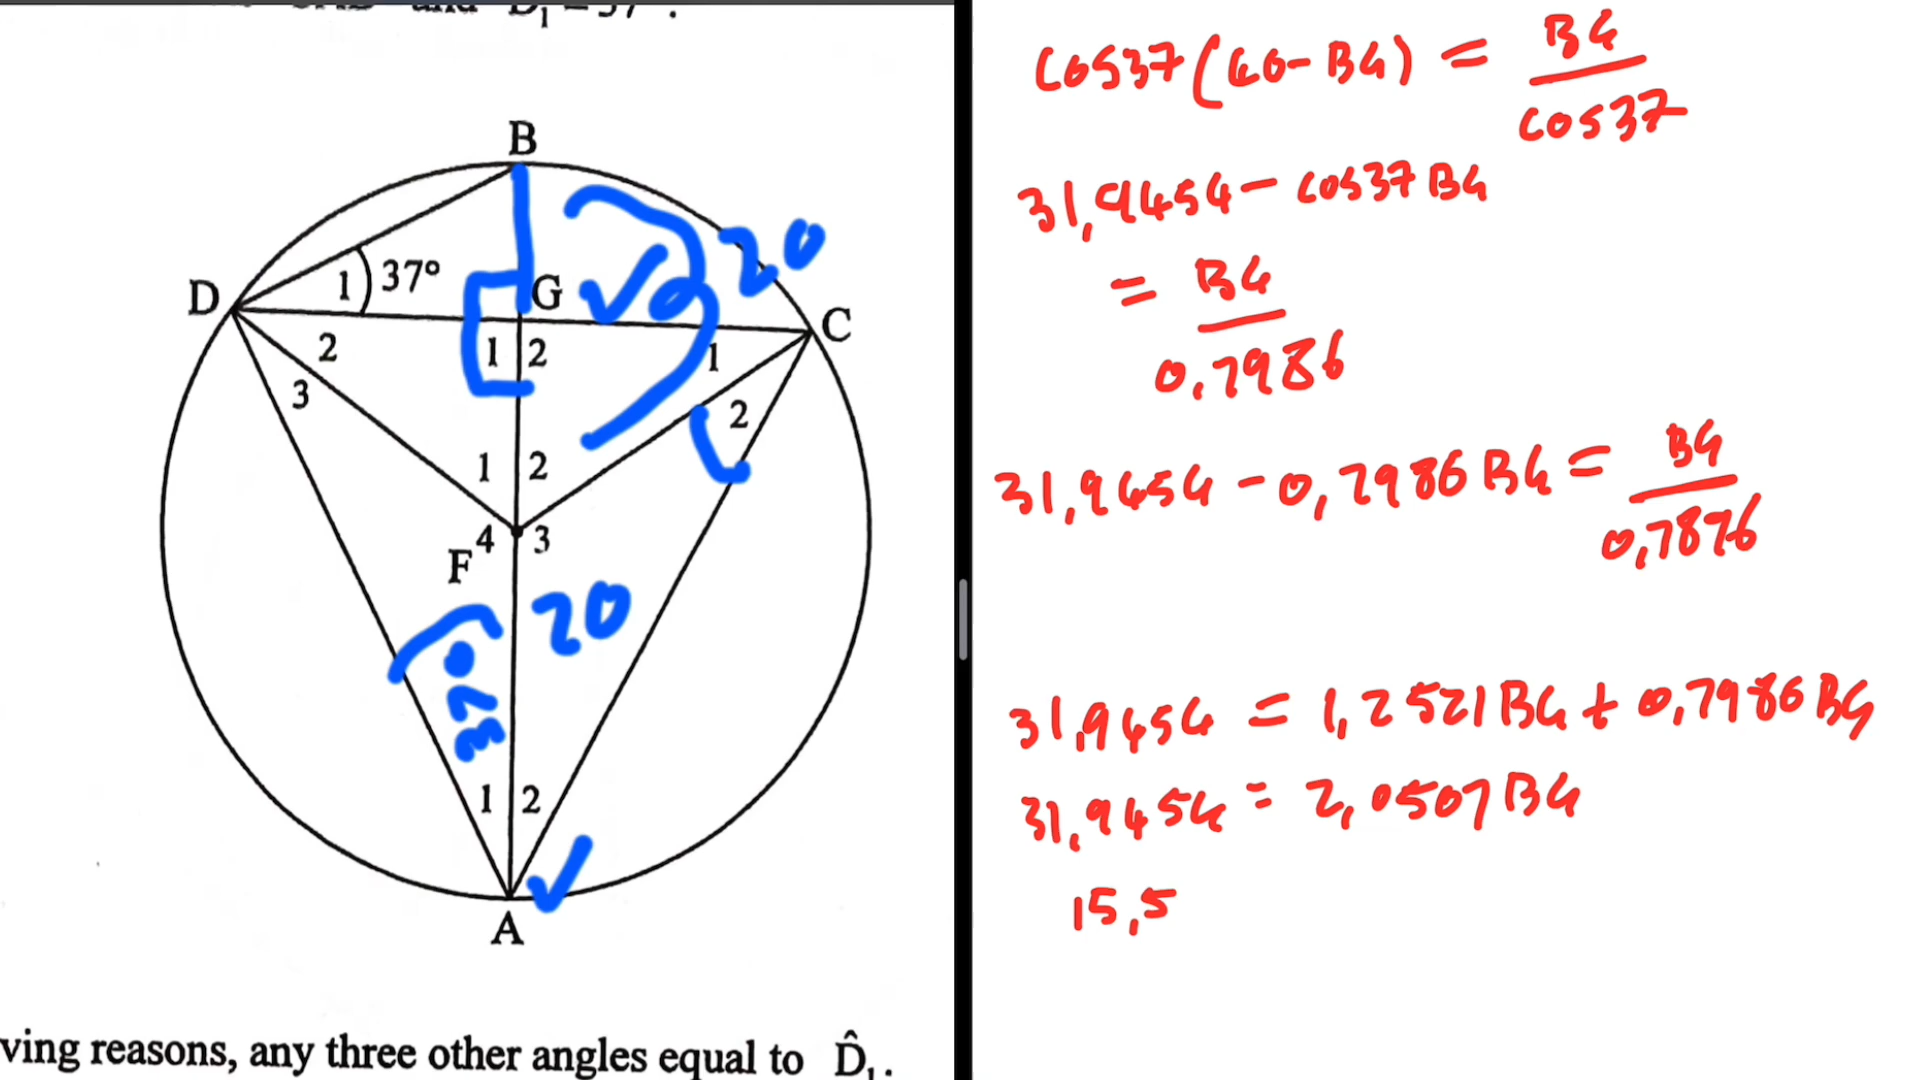 B
D
1
37°
G
C
2
1
2
1
3
2
1
2
4
3
F
1
2
A
20
20
37°
ving reasons, any three other angles equal to D̂₁.
cos37(40-BG) = BG
cos37
31,9454 - cos37 BG
= BG
0,7986
31,9454 - 0,7986 BG = BG
0,7876
31,9454 = 1,2521 BG + 0,7986 BG
31,9454 = 2,0507 BG
15,5